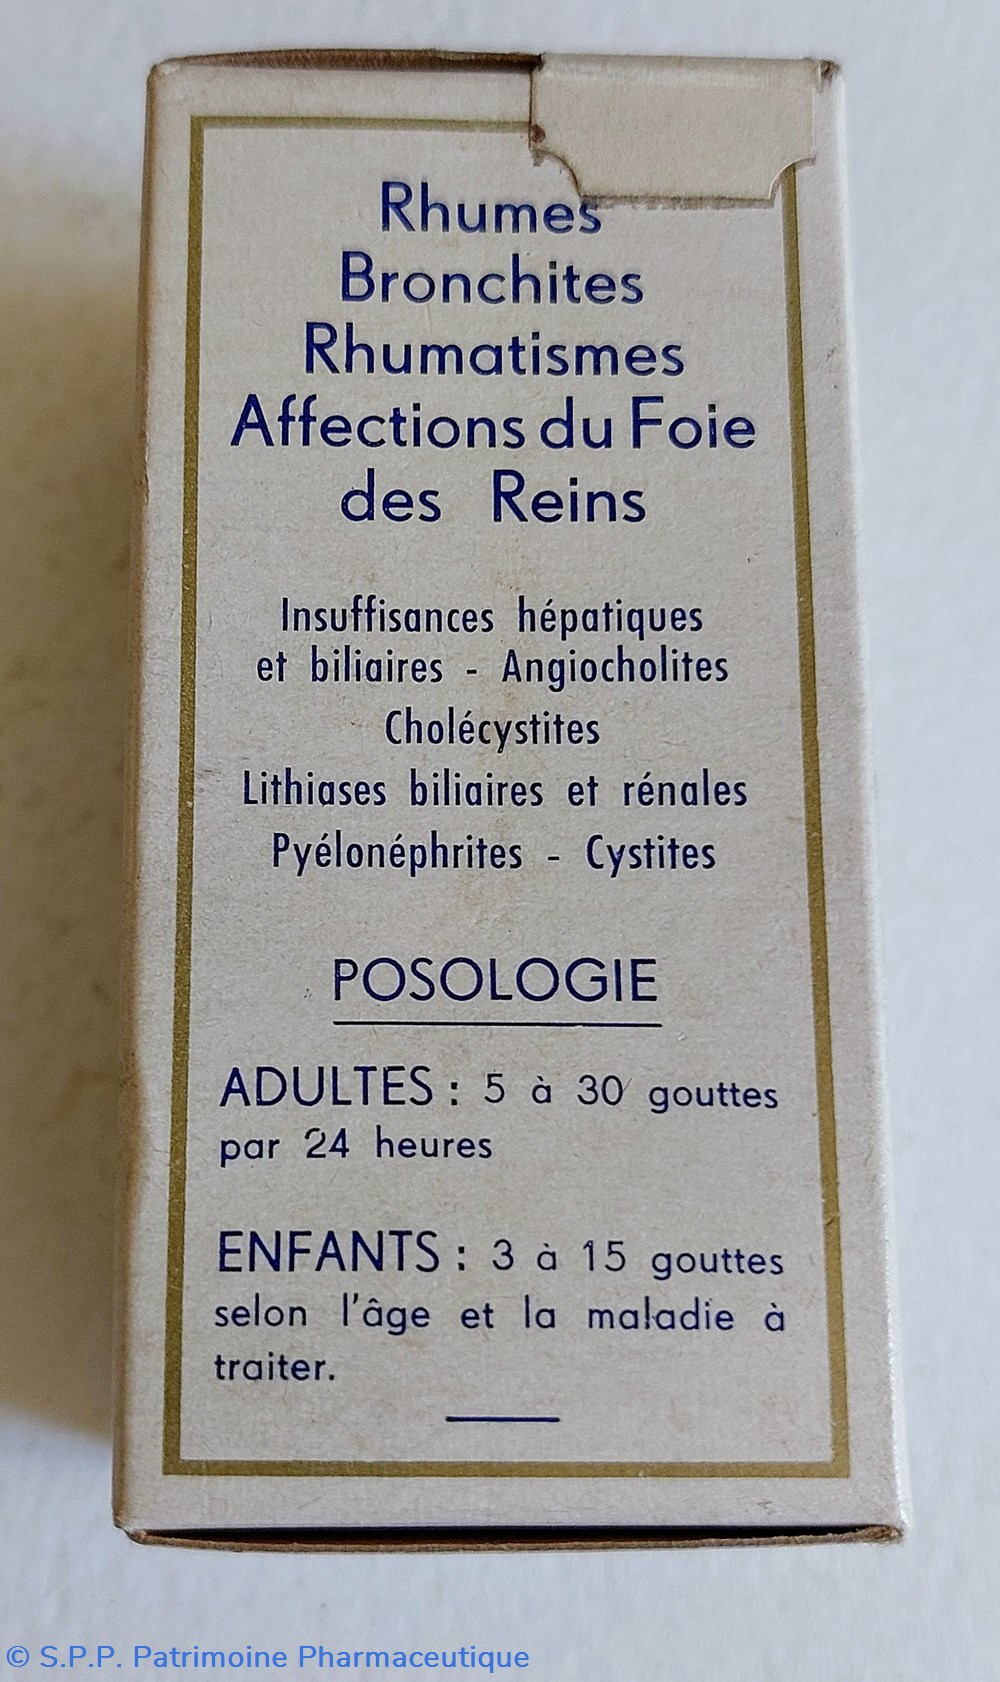 Rhumes
Bronchites
Rhumatismes
Affections du Foie
des Reins
Insuffisances hépatiques
et biliaires - Angiocholites
Cholécystites
Lithiases biliaires et rénales
Pyélonéphrites - Cystites
POSOLOGIE
ADULTES : 5 à 30 gouttes
par 24 heures
ENFANTS : 3 à 15 gouttes
selon l'âge et la maladie à
traiter.
© S.P.P. Patrimoine Pharmaceutique